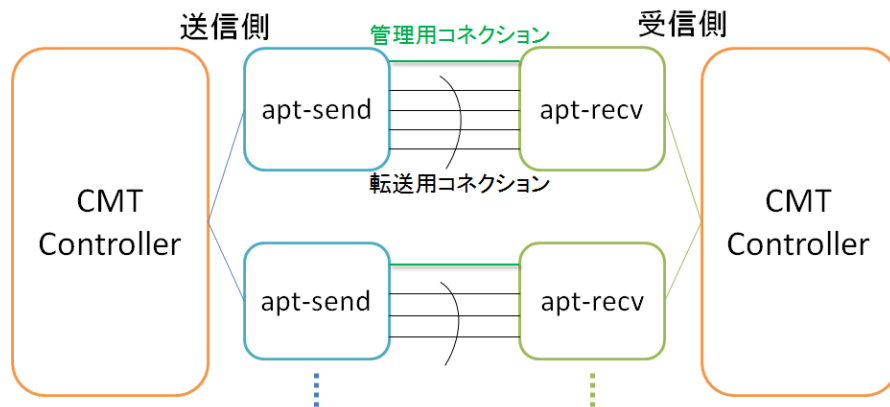 送信側
管理用コネクション
受信側
apt-send
apt-recv
転送用コネクション
CMT
Controller
CMT
Controller
apt-send
apt-recv